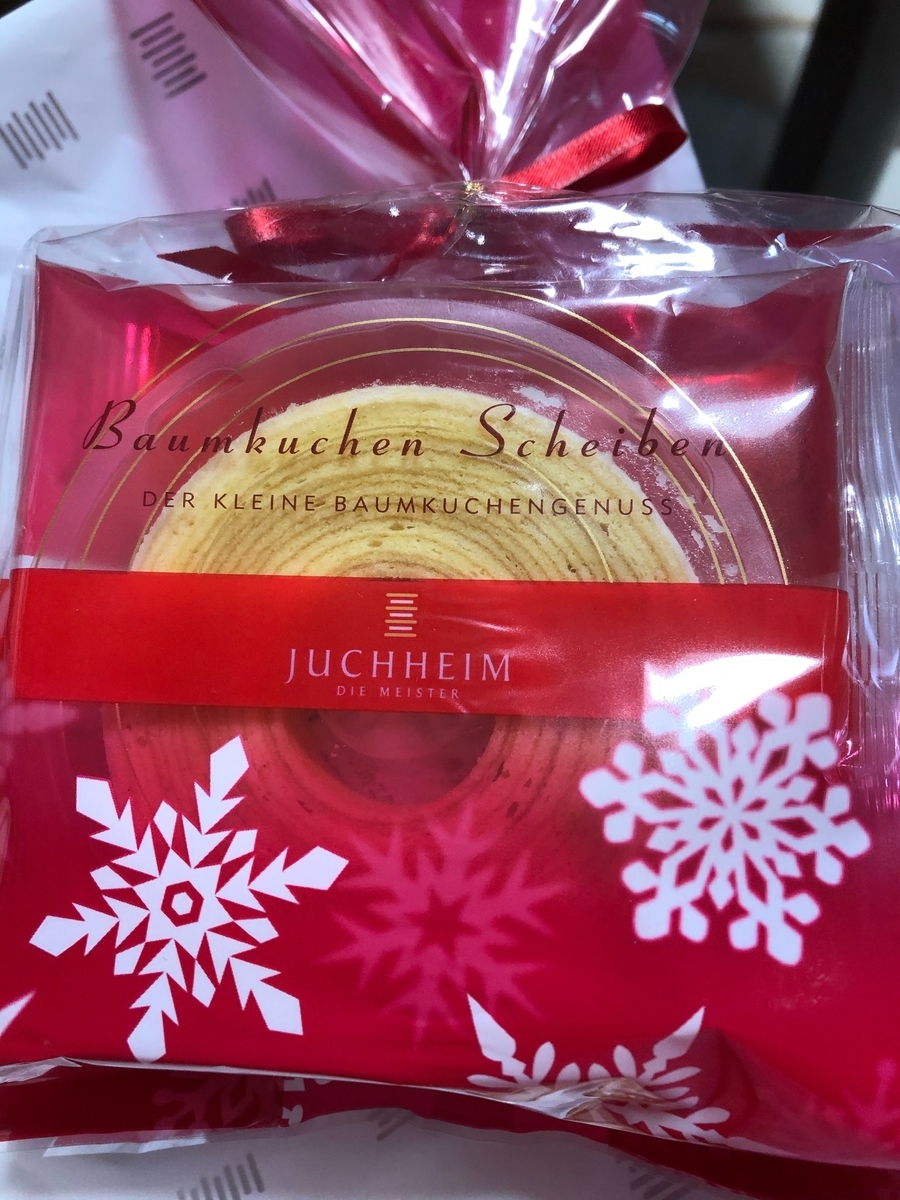 Baumkuchen Scheiben
DER KLEINE BAUMKUCHENGENUSS
JUCHHEIM
DIE MEISTER